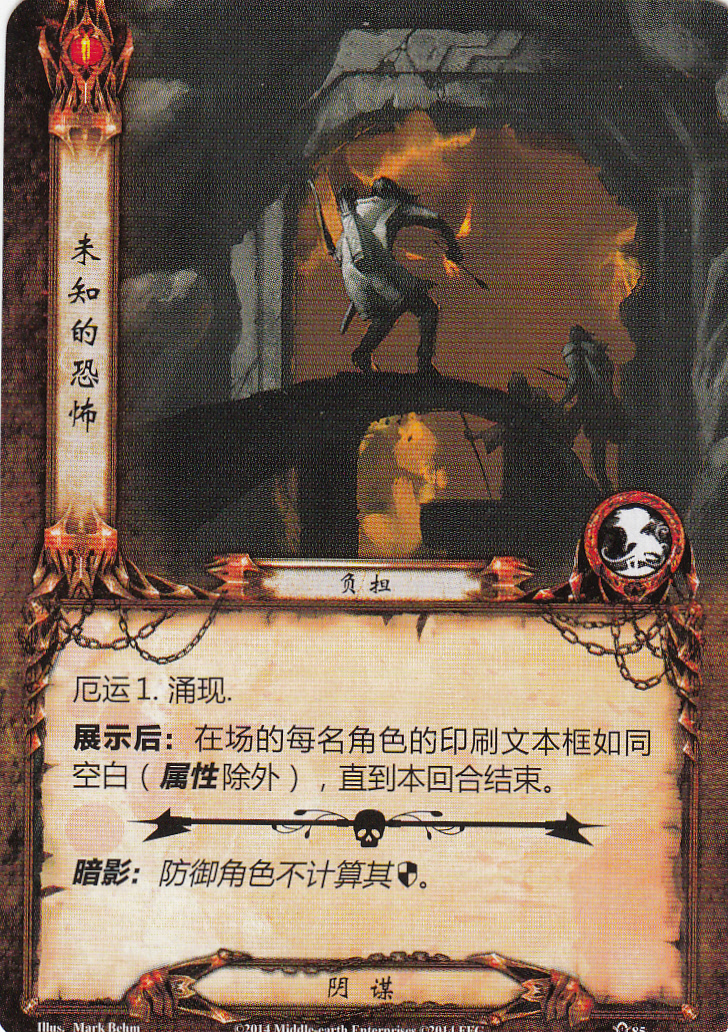 未知的恐怖
负担
厄运 1. 涌现.
展示后：在场的每名角色的印刷文本框如同
空白（属性除外），直到本回合结束。
暗影：防御角色不计算其。
阴谋
Illus. Mark Behm ©2014 Middle-earth Enterprises ©2014 FFG 85